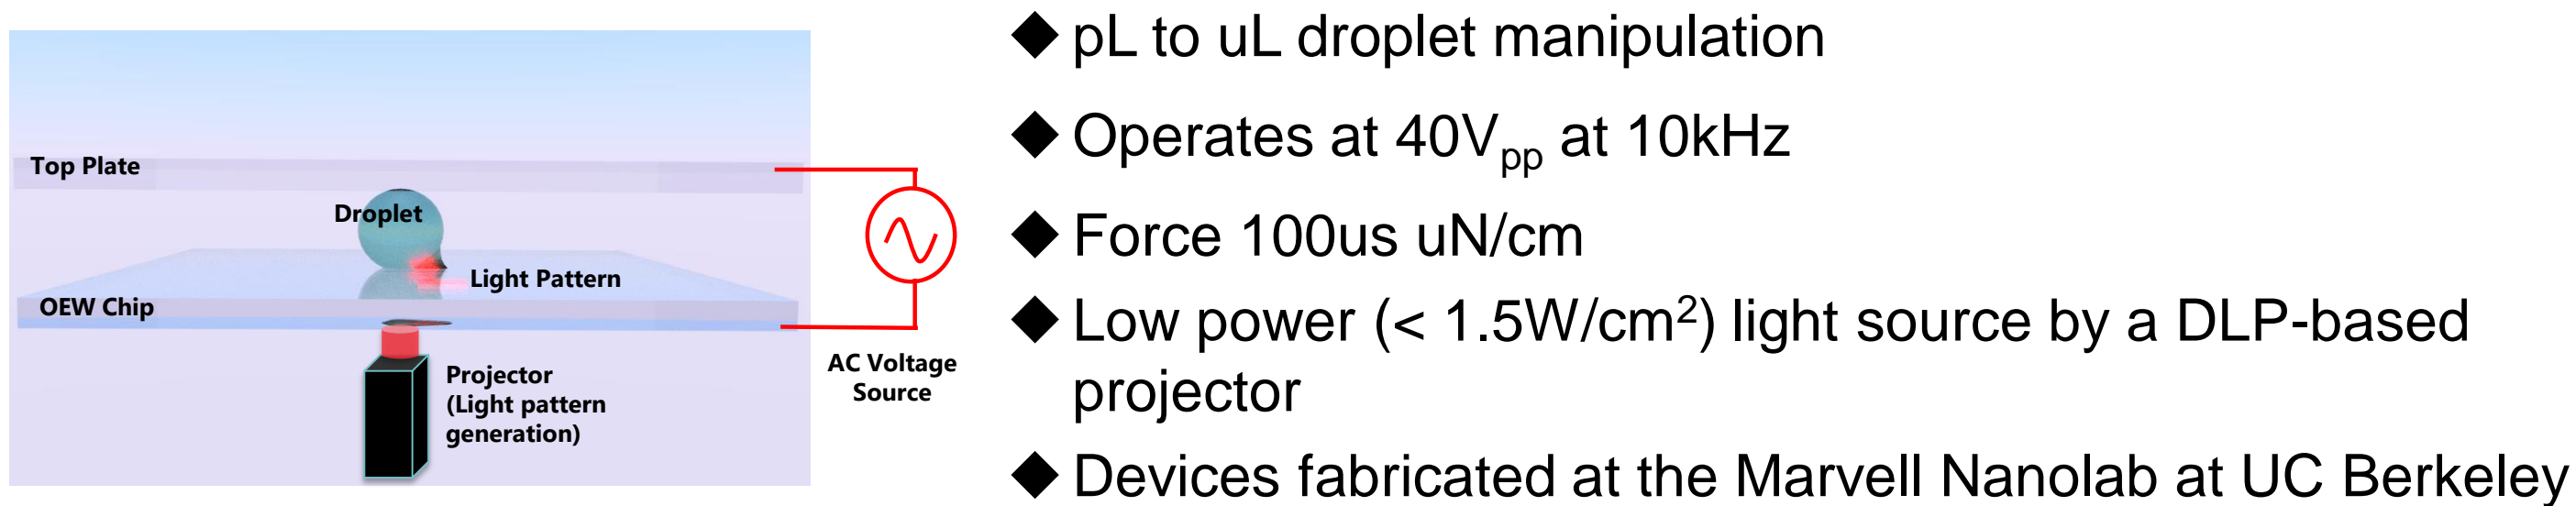 Top Plate
Droplet
Light Pattern
OEW Chip
Projector
(Light pattern
generation)
AC Voltage
Source
◆ pL to uL droplet manipulation
◆ Operates at 40Vpp at 10kHz
◆ Force 100us uN/cm
◆ Low power (< 1.5W/cm²) light source by a DLP-based
projector
◆ Devices fabricated at the Marvell Nanolab at UC Berkeley